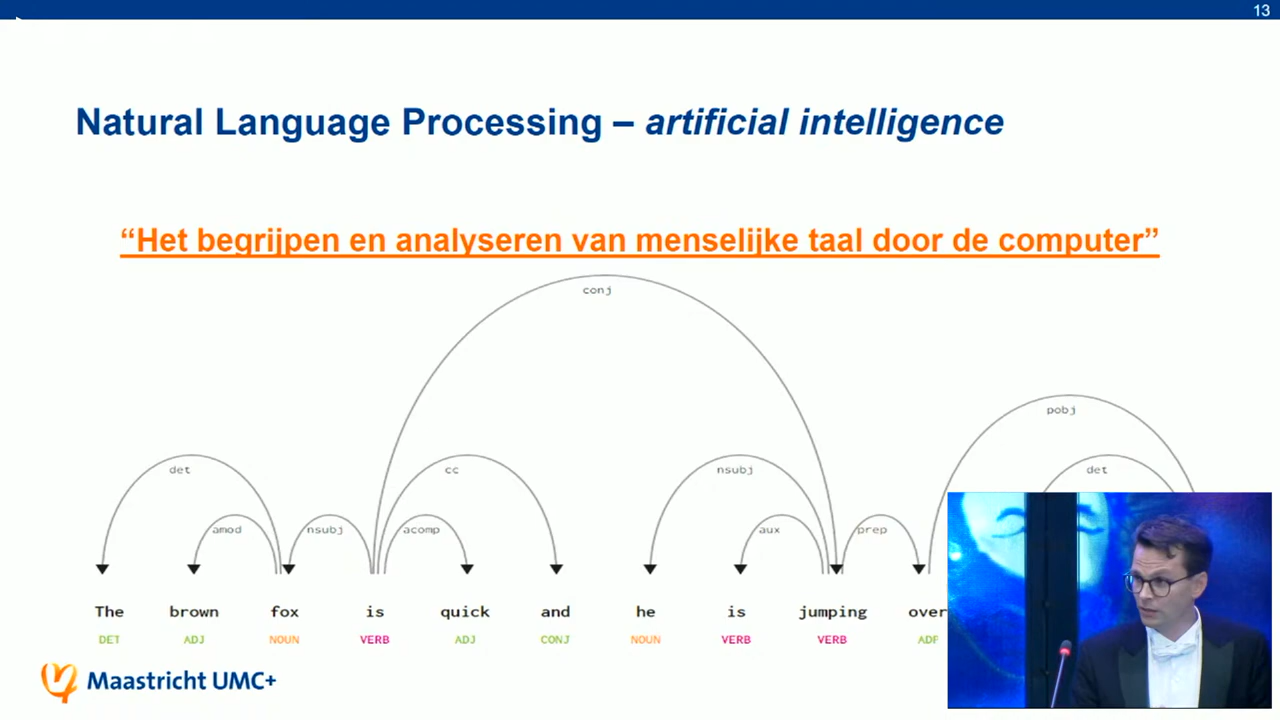 13
Natural Language Processing – artificial intelligence
“Het begrijpen en analyseren van menselijke taal door de computer”
conj
pobj
det cc nsubj det
amod nsubj acomp aux prep
The brown fox is quick and he is jumping over
DET ADJ NOUN VERB ADJ CONJ NOUN VERB VERB ADP
Maastricht UMC+